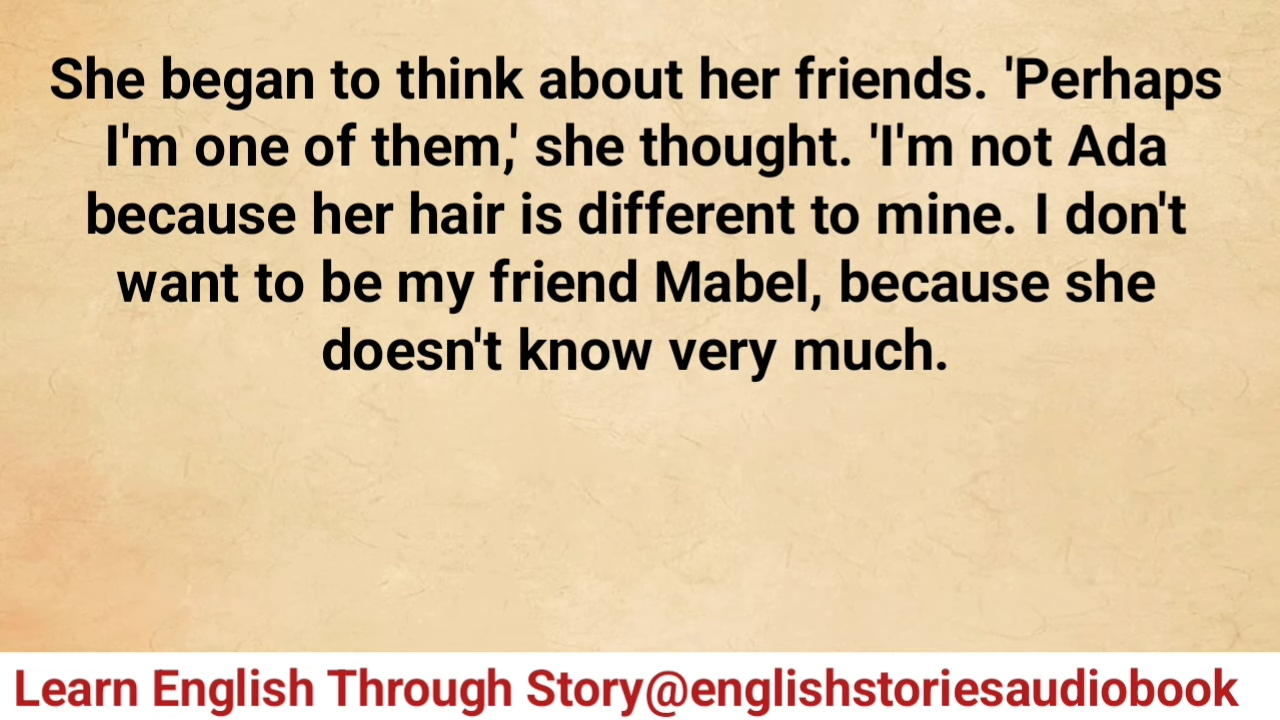 She began to think about her friends. 'Perhaps
I'm one of them,' she thought. 'I'm not Ada
because her hair is different to mine. I don't
want to be my friend Mabel, because she
doesn't know very much.
Learn English Through Story@englishstoriesaudiobook